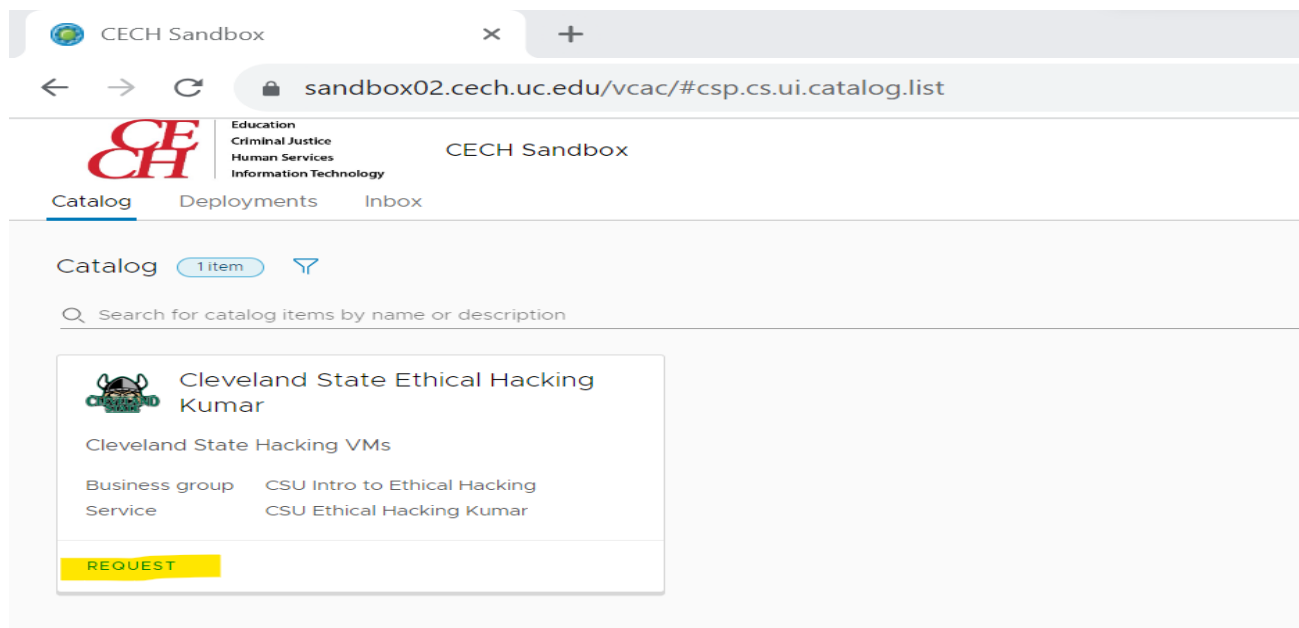 CECH Sandbox
sandbox02.cech.uc.edu/vcac/#csp.cs.ui.catalog.list
CECH
Education
Criminal Justice
Human Services
Information Technology
CECH Sandbox
Catalog Deployments Inbox
Catalog 1 item
Search for catalog items by name or description
CLEVELAND STATE
Cleveland State Ethical Hacking
Kumar
Cleveland State Hacking VMs
Business group CSU Intro to Ethical Hacking
Service CSU Ethical Hacking Kumar
REQUEST